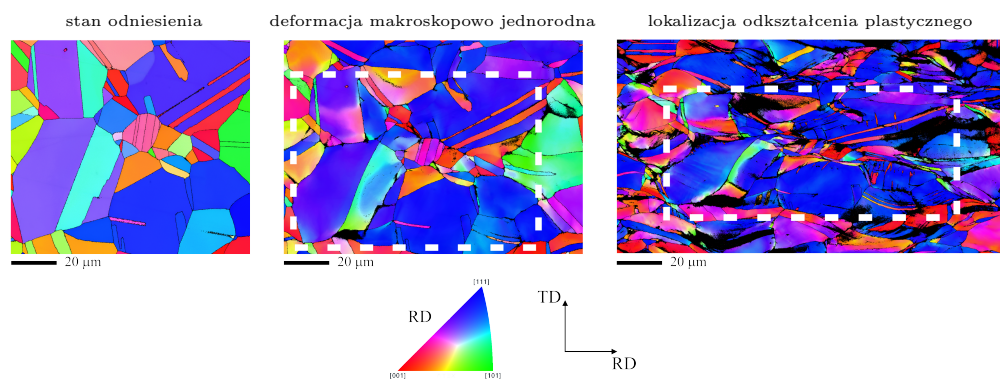 stan odniesienia
deformacja makroskopowo jednorodna
lokalizacja odkształcenia plastycznego
20 µm
20 µm
20 µm
[111]
RD
[001]
[101]
TD
RD